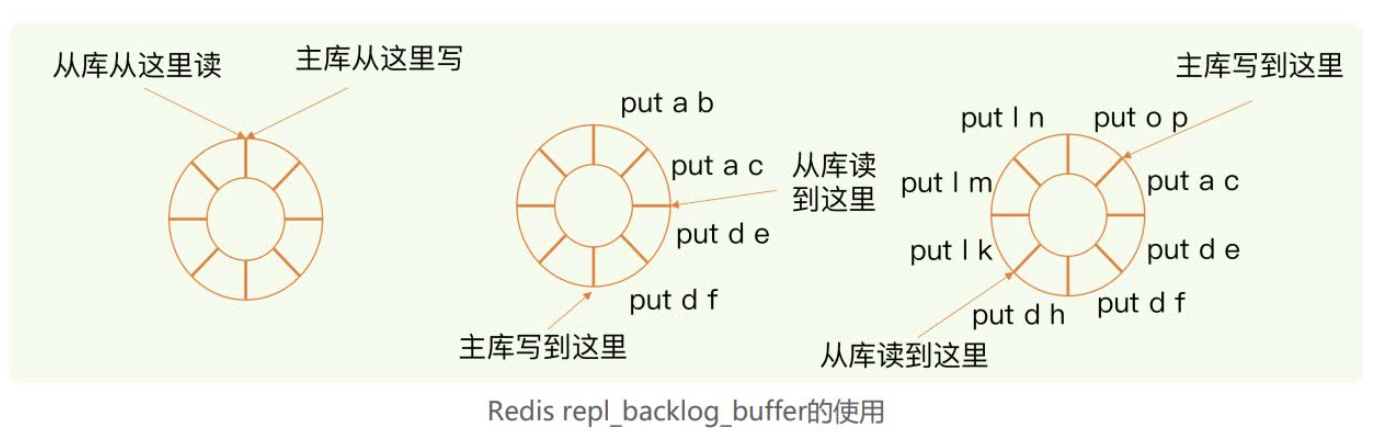 从库从这里读
主库从这里写
put a b
put a c
从库读
到这里
put d e
put d f
主库写到这里
主库写到这里
put l n
put o p
put l m
put a c
put l k
put d e
put d h
put d f
从库读到这里
Redis repl_backlog_buffer的使用